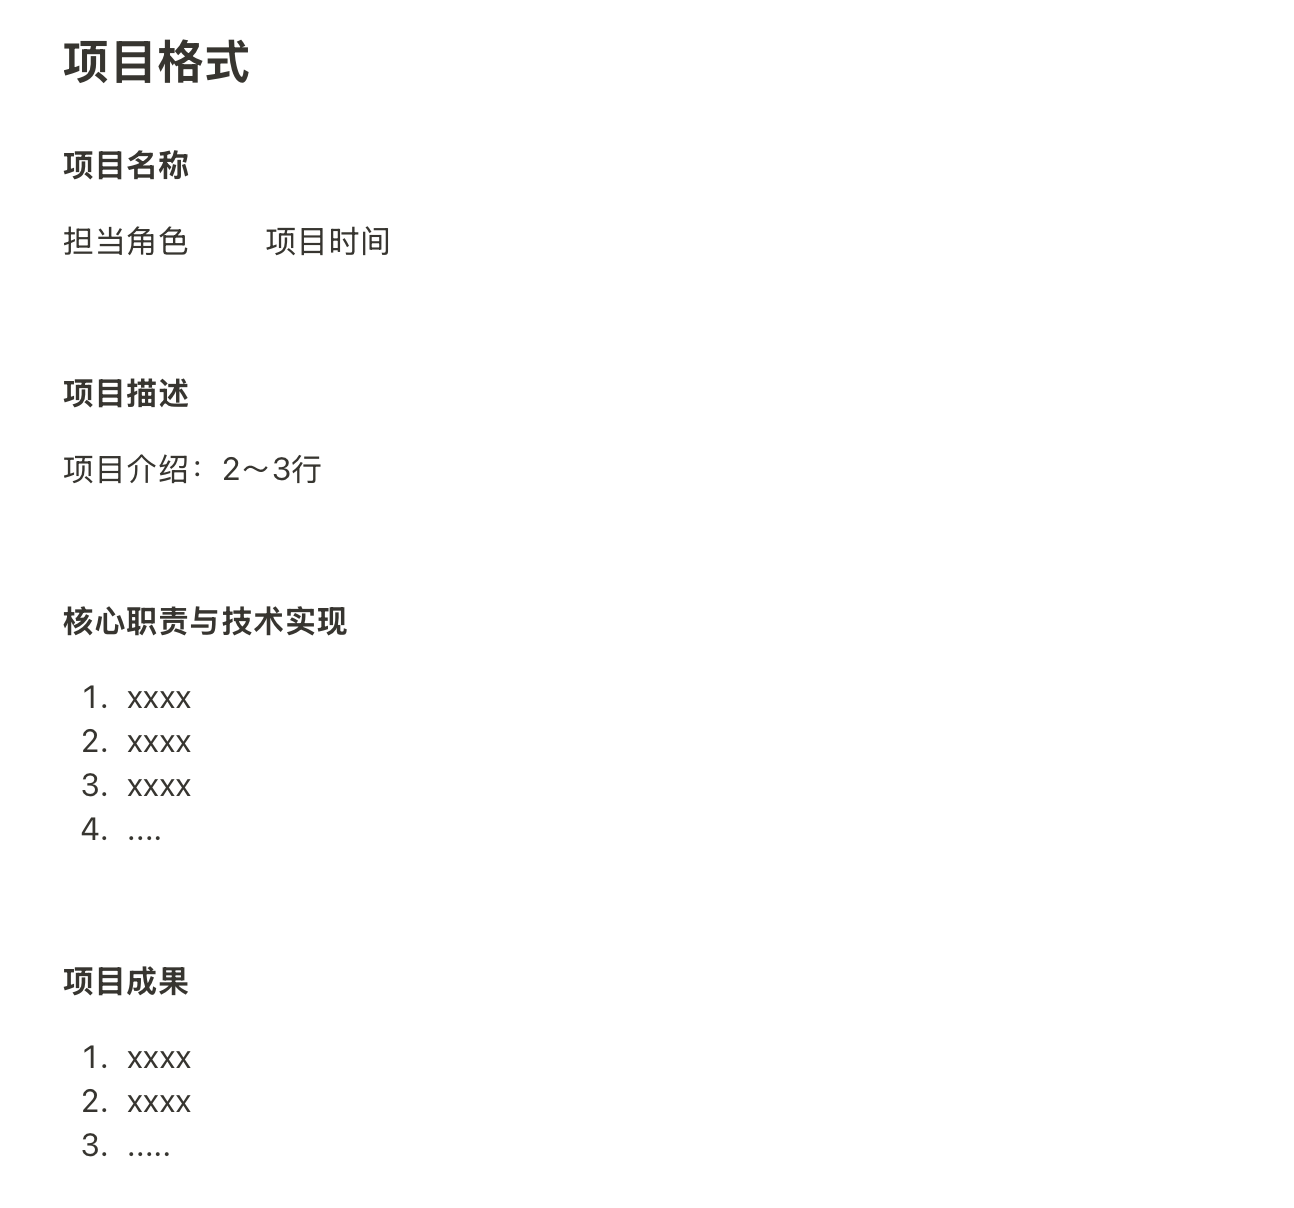 项目格式
项目名称
担当角色 项目时间
项目描述
项目介绍：2～3行
核心职责与技术实现
1. xxxx
2. xxxx
3. xxxx
4. ....
项目成果
1. xxxx
2. xxxx
3. .....